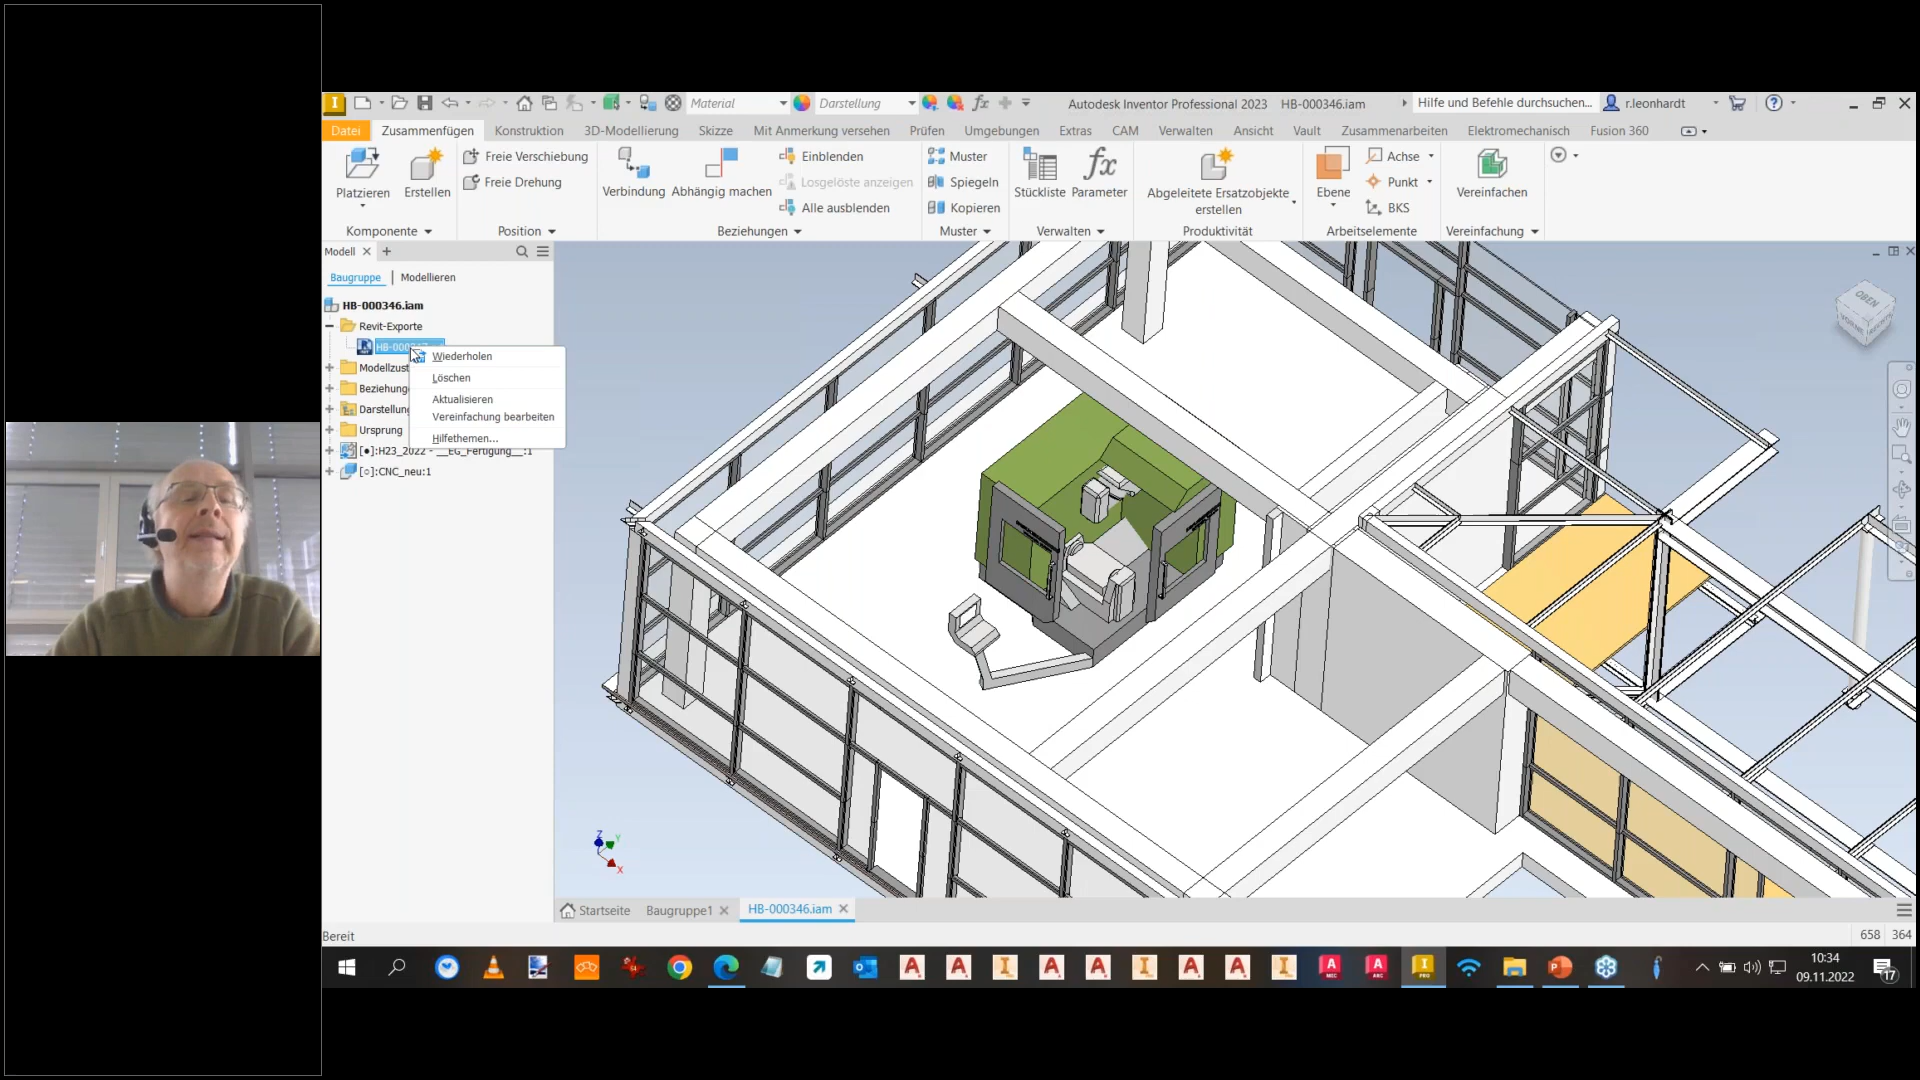 Material
Darstellung
Autodesk Inventor Professional 2023 HB-000346.iam
Hilfe und Befehle durchsuchen...
r.leonhardt
Datei Zusammenfügen Konstruktion 3D-Modellierung Skizze Mit Anmerkung versehen Prüfen Umgebungen Extras CAM Verwalten Ansicht Vault Zusammenarbeiten Elektromechanisch Fusion 360
Platzieren
Erstellen
Komponente
Freie Verschiebung
Freie Drehung
Position
Verbindung
Abhängig machen
Einblenden
Losgelöste anzeigen
Alle ausblenden
Beziehungen
Muster
Spiegeln
Kopieren
Muster
Stückliste
Parameter
Verwalten
Abgeleitete Ersatzobjekte
erstellen
Produktivität
Ebene
Achse
Punkt
BKS
Arbeitselemente
Vereinfachen
Vereinfachung
Modell
Baugruppe Modellieren
HB-000346.iam
Revit-Exporte
Wiederholen
Löschen
Aktualisieren
Vereinfachung bearbeiten
Hilfethemen...
Ursprung
[●]:H23_2022 - __EG_Fertigung__:1
[○]:CNC_neu:1
OBEN
Z
Y
X
Startseite
Baugruppe1
HB-000346.iam
Bereit
658 364
10:34
09.11.2022
17